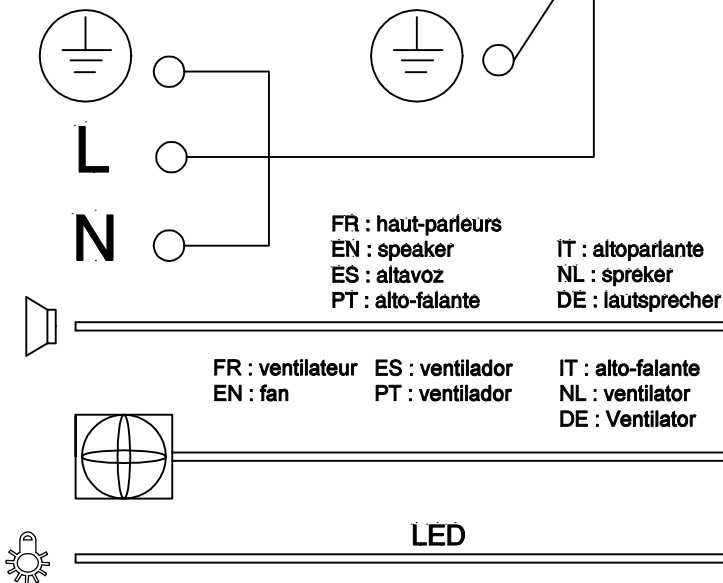 L
N
FR : haut-parleurs
EN : speaker
ES : altavoz
PT : alto-falante
IT : altoparlante
NL : spreker
DE : lautsprecher
FR : ventilateur
EN : fan
ES : ventilador
PT : ventilador
IT : alto-falante
NL : ventilator
DE : Ventilator
LED